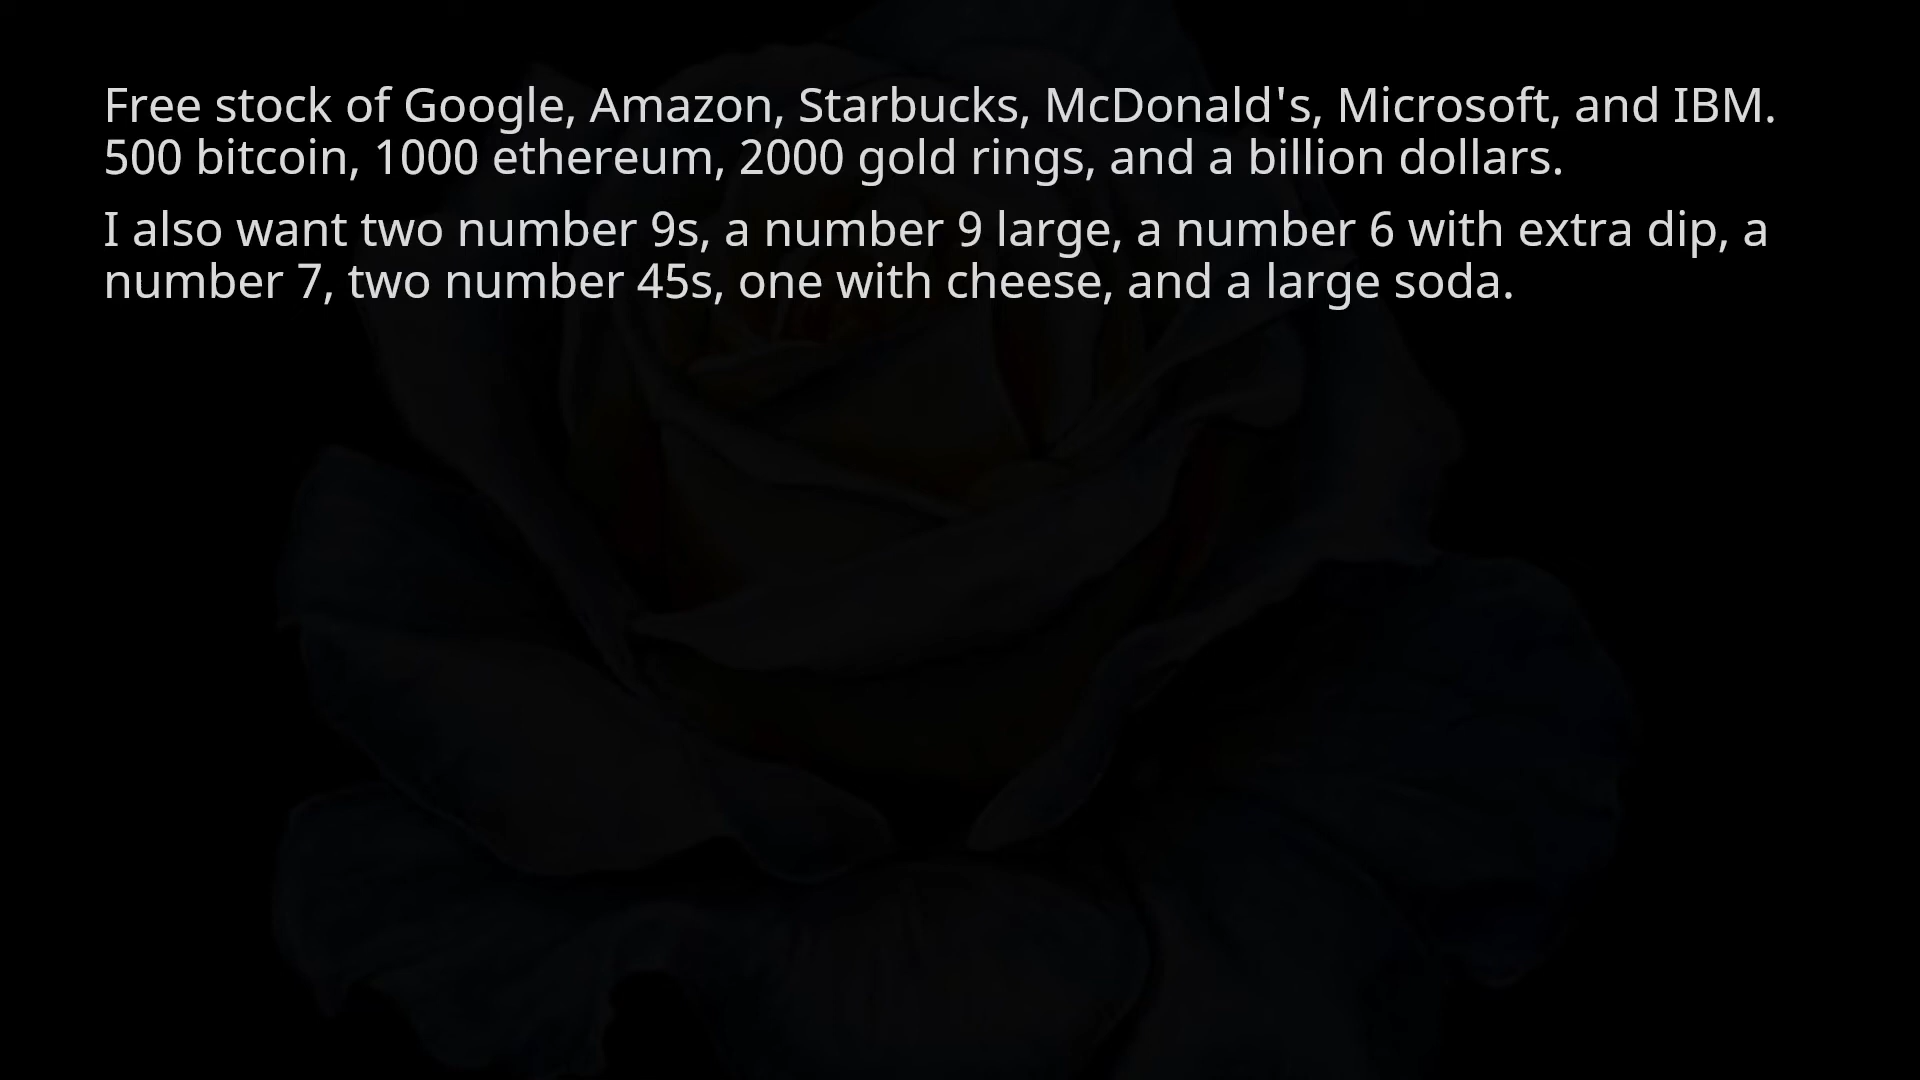 Free stock of Google, Amazon, Starbucks, McDonald's, Microsoft, and IBM.
500 bitcoin, 1000 ethereum, 2000 gold rings, and a billion dollars.
I also want two number 9s, a number 9 large, a number 6 with extra dip, a
number 7, two number 45s, one with cheese, and a large soda.